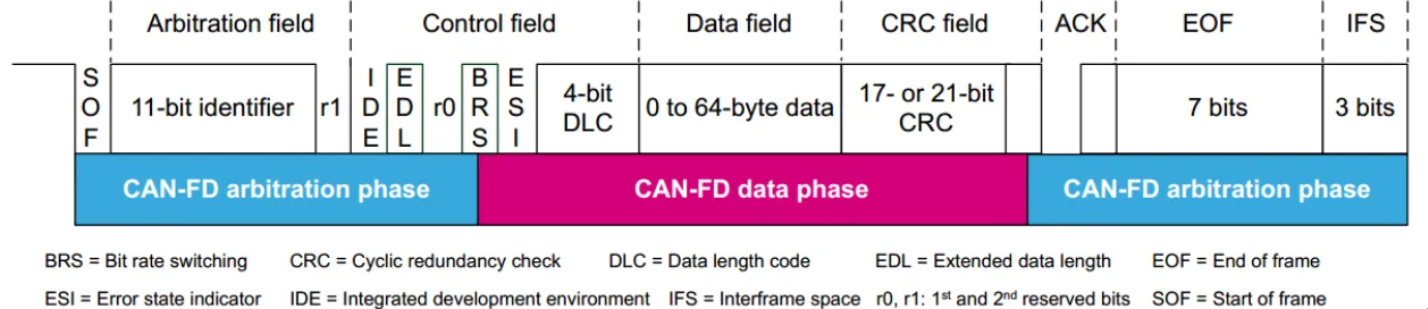 Arbitration field Control field Data field CRC field ACK EOF IFS
SOF 11-bit identifier r1 IDE EDL r0 BRS ESI 4-bit DLC 0 to 64-byte data 17- or 21-bit CRC 7 bits 3 bits
CAN-FD arbitration phase CAN-FD data phase CAN-FD arbitration phase
BRS = Bit rate switching CRC = Cyclic redundancy check DLC = Data length code EDL = Extended data length EOF = End of frame
ESI = Error state indicator IDE = Integrated development environment IFS = Interframe space r0, r1: 1st and 2nd reserved bits SOF = Start of frame